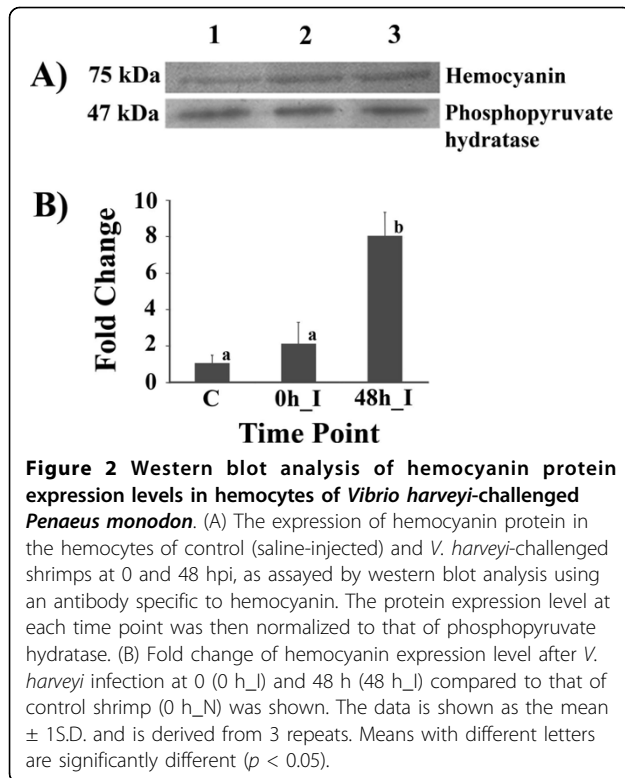 1 2 3
A) 75 kDa Hemocyanin
47 kDa Phosphopyruvate
hydratase
B)
10
8
6
4
2
0
Fold Change
a
a
b
C 0h_I 48h_I
Time Point
Figure 2 Western blot analysis of hemocyanin protein
expression levels in hemocytes of Vibrio harveyi-challenged
Penaeus monodon. (A) The expression of hemocyanin protein in
the hemocytes of control (saline-injected) and V. harveyi-challenged
shrimps at 0 and 48 hpi, as assayed by western blot analysis using
an antibody specific to hemocyanin. The protein expression level at
each time point was then normalized to that of phosphopyruvate
hydratase. (B) Fold change of hemocyanin expression level after V.
harveyi infection at 0 (0 h_I) and 48 h (48 h_I) compared to that of
control shrimp (0 h_N) was shown. The data is shown as the mean
± 1S.D. and is derived from 3 repeats. Means with different letters
are significantly different (p < 0.05).